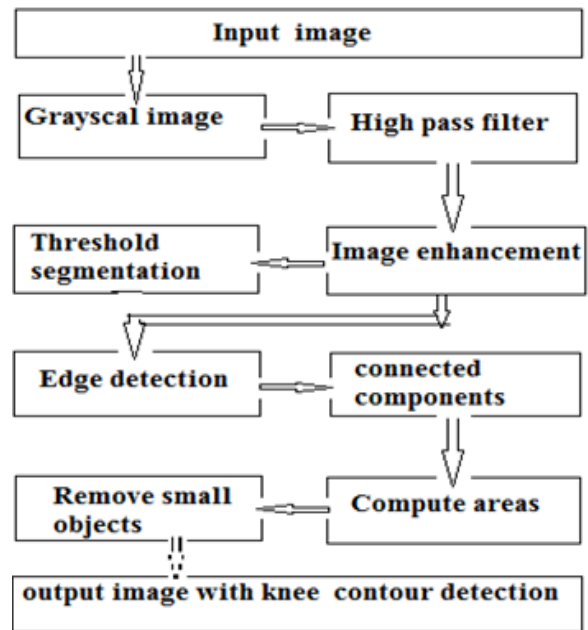 Input image
Grayscal image
High pass filter
Threshold
segmentation
Image enhancement
Edge detection
connected
components
Remove small
objects
Compute areas
output image with knee contour detection